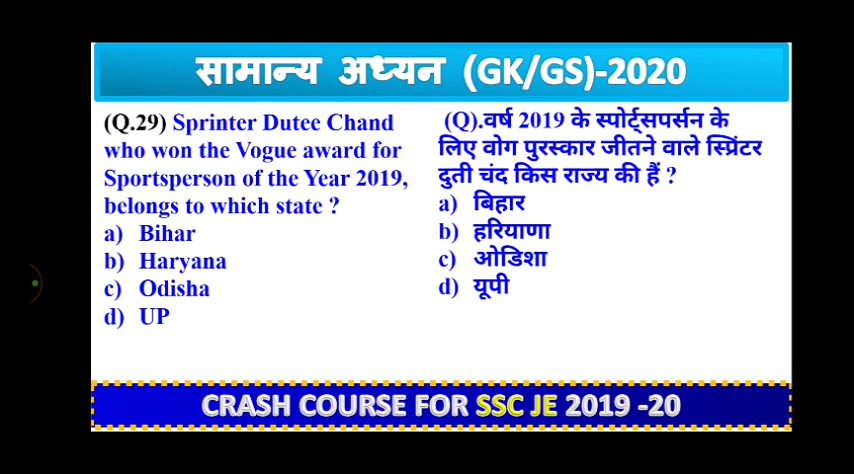 सामान्य अध्यन (GK/GS)-2020
(Q.29) Sprinter Dutee Chand
who won the Vogue award for
Sportsperson of the Year 2019,
belongs to which state ?
a) Bihar
b) Haryana
c) Odisha
d) UP
(Q).वर्ष 2019 के स्पोर्ट्सपर्सन के
लिए वोग पुरस्कार जीतने वाले स्प्रिंटर
दुती चंद किस राज्य की हैं ?
a) बिहार
b) हरियाणा
c) ओडिशा
d) यूपी
CRASH COURSE FOR SSC JE 2019 -20